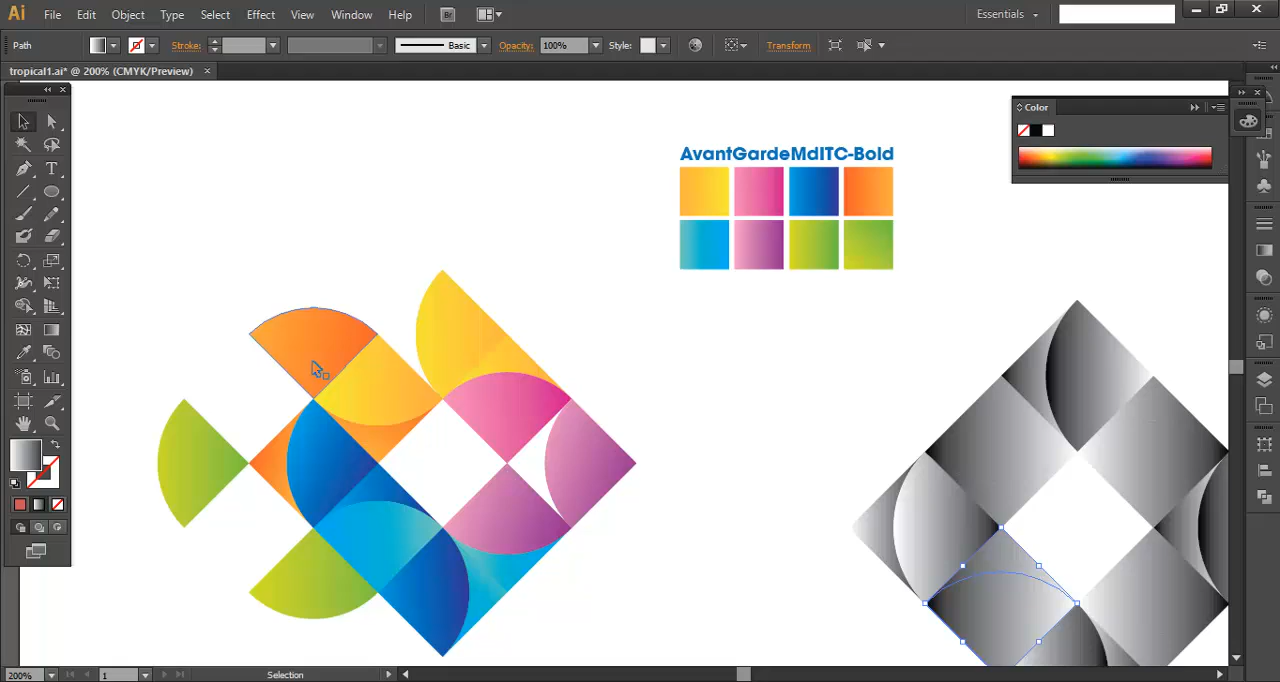 Ai File Edit Object Type Select Effect View Window Help Br Essentials
Path Stroke: Basic Opacity: 100% Style: Transform
tropical1.ai* @ 200% (CMYK/Preview)
Color
AvantGardeMdITC-Bold
T
200% 1 Selection